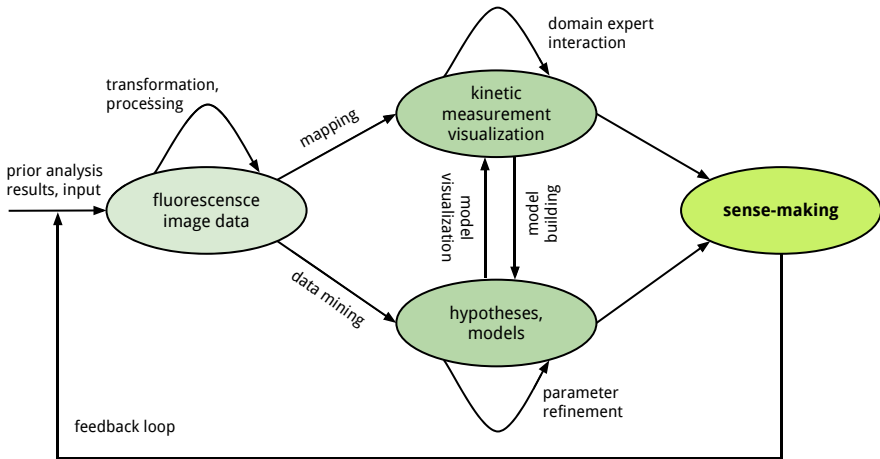 domain expert
interaction
transformation,
processing
kinetic
measurement
visualization
mapping
prior analysis
results, input
fluorescensce
image data
model
visualization
model
building
sense-making
data mining
hypotheses,
models
parameter
refinement
feedback loop